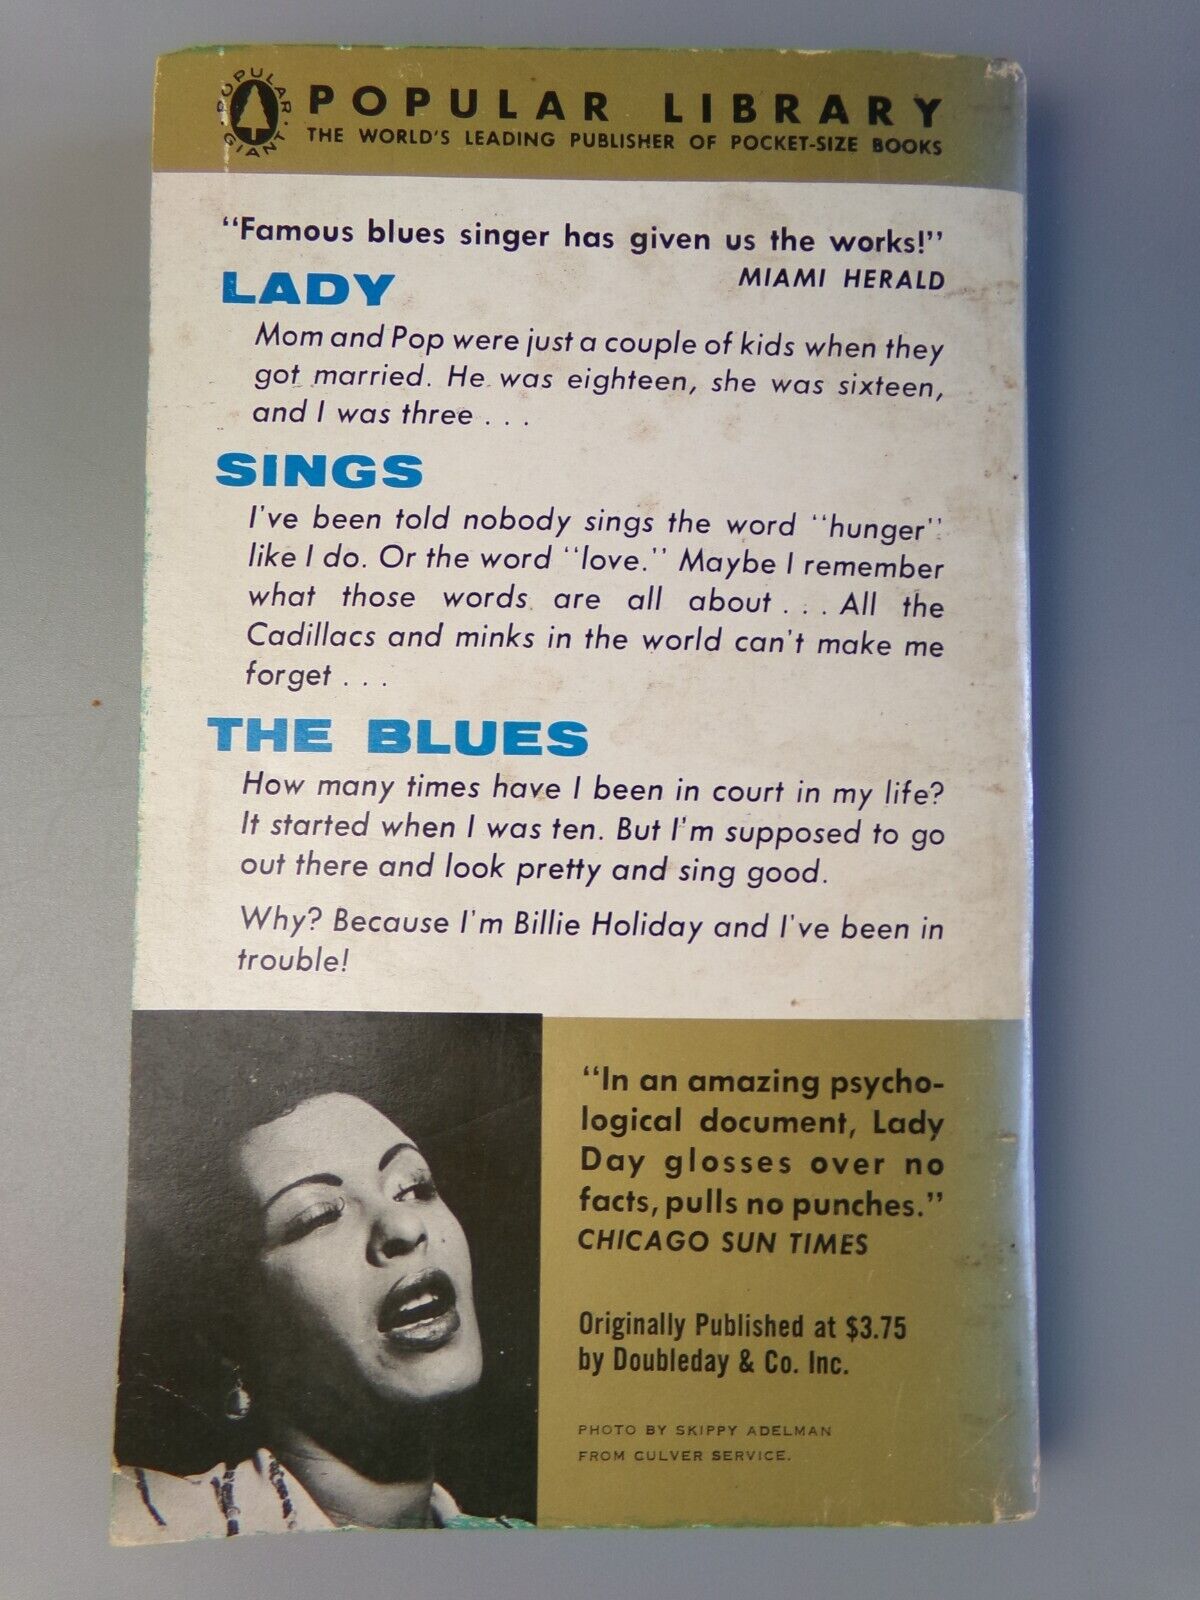 POPULAR
GIANT
POPULAR LIBRARY
THE WORLD'S LEADING PUBLISHER OF POCKET-SIZE BOOKS
"Famous blues singer has given us the works!"
MIAMI HERALD
LADY
Mom and Pop were just a couple of kids when they
got married. He was eighteen, she was sixteen,
and I was three . . .
SINGS
I've been told nobody sings the word "hunger"
like I do. Or the word "love." Maybe I remember
what those words are all about . . . All the
Cadillacs and minks in the world can't make me
forget . . .
THE BLUES
How many times have I been in court in my life?
It started when I was ten. But I'm supposed to go
out there and look pretty and sing good.
Why? Because I'm Billie Holiday and I've been in
trouble!
"In an amazing psycho-
logical document, Lady
Day glosses over no
facts, pulls no punches."
CHICAGO SUN TIMES
Originally Published at $3.75
by Doubleday & Co. Inc.
PHOTO BY SKIPPY ADELMAN
FROM CULVER SERVICE.